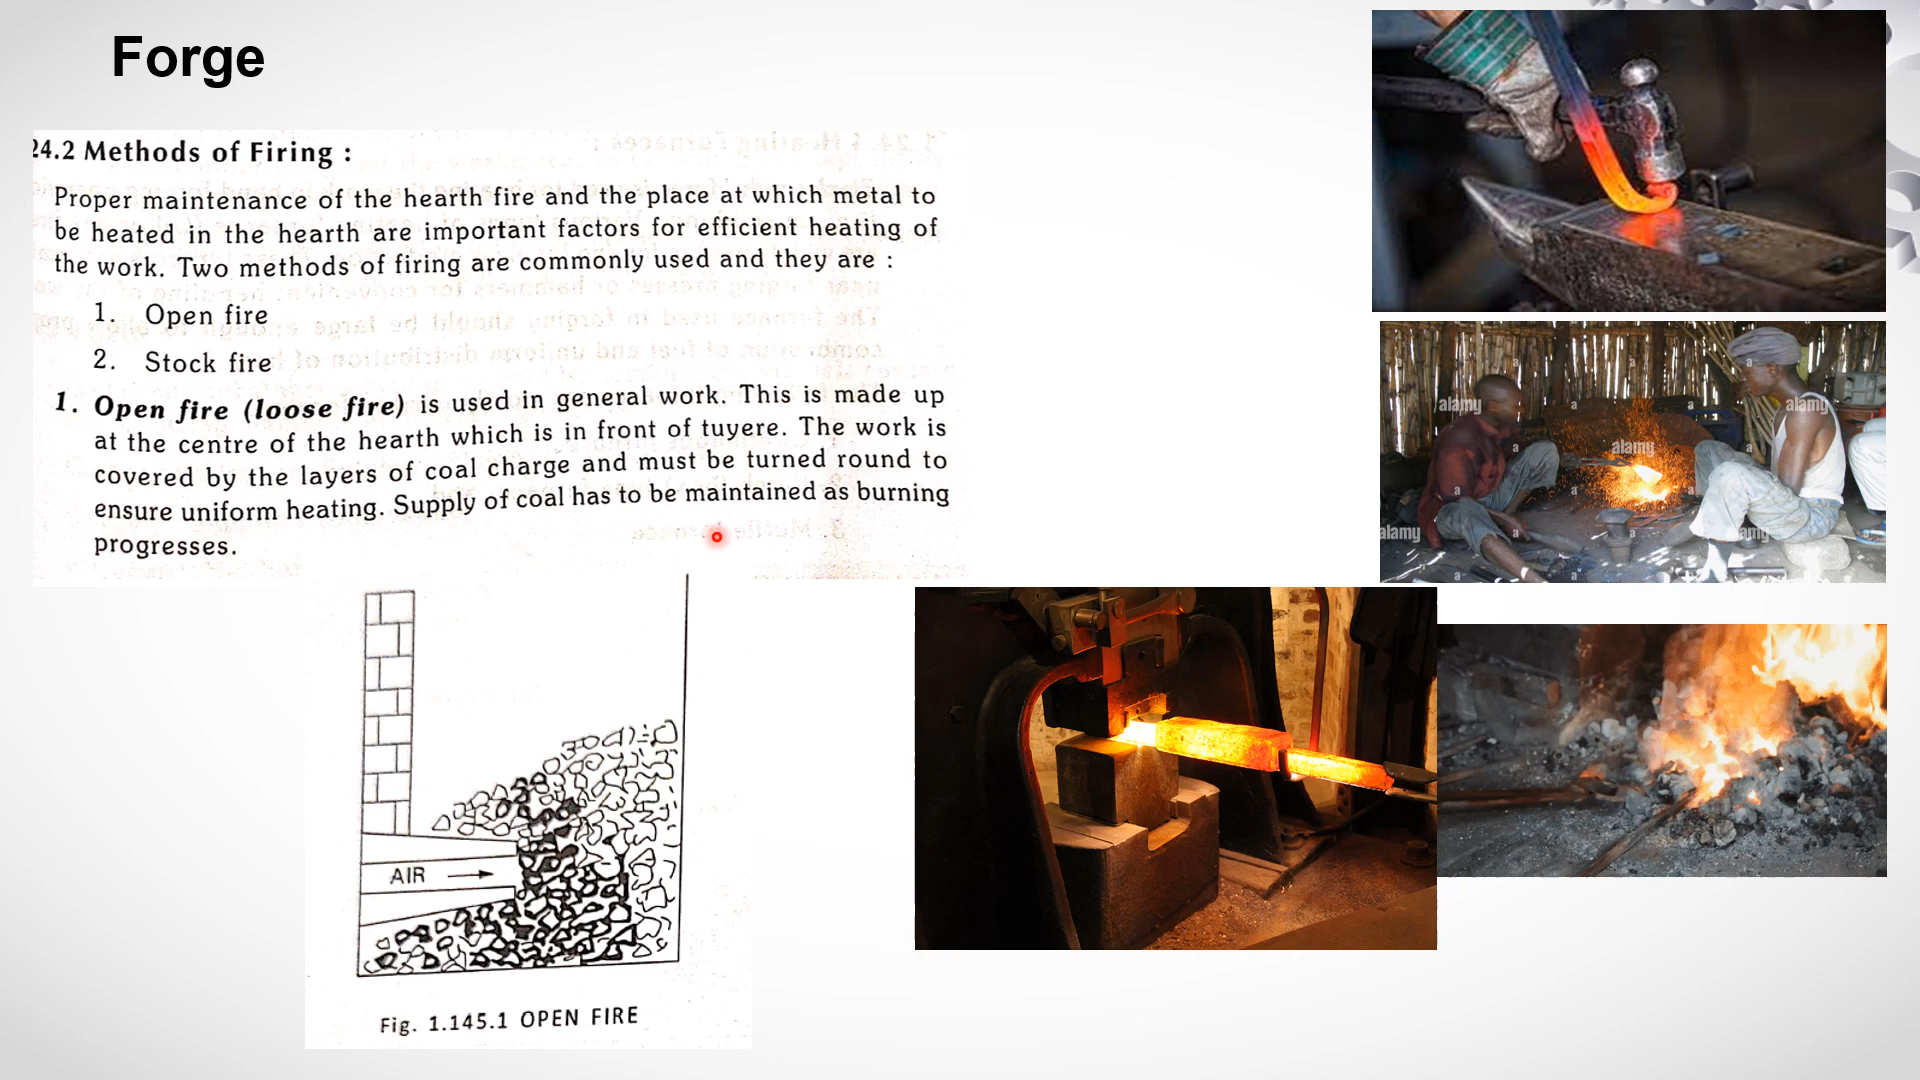 Forge
24.2 Methods of Firing :
Proper maintenance of the hearth fire and the place at which metal to
be heated in the hearth are important factors for efficient heating of
the work. Two methods of firing are commonly used and they are :
1. Open fire
2. Stock fire
1. Open fire (loose fire) is used in general work. This is made up
at the centre of the hearth which is in front of tuyere. The work is
covered by the layers of coal charge and must be turned round to
ensure uniform heating. Supply of coal has to be maintained as burning
progresses.
AIR
Fig. 1.145.1 OPEN FIRE
alamy
alamy
alamy
alamy
alamy
a
a
a
a
a
a
a
a
a